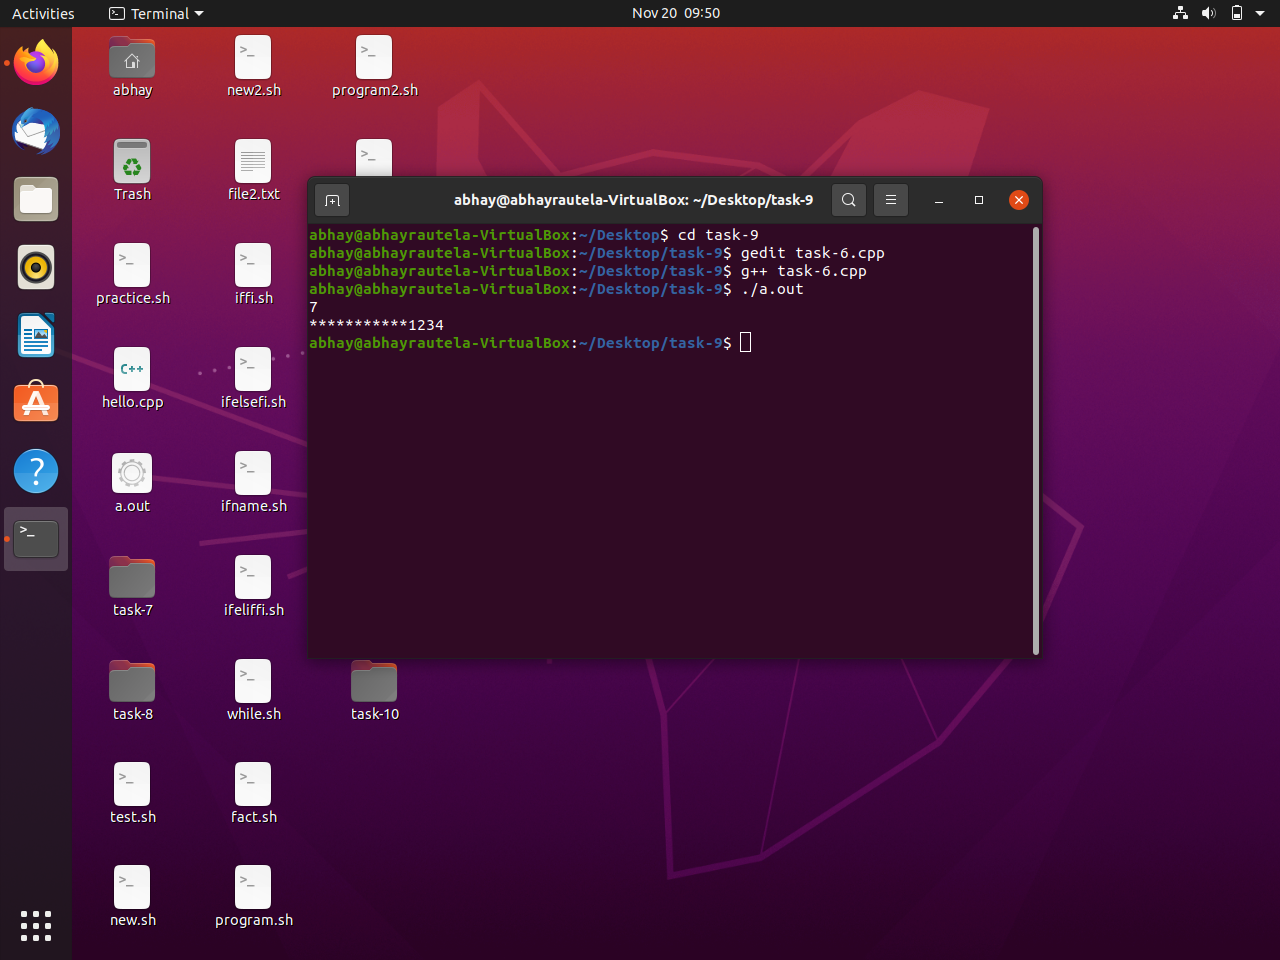 Activities
Terminal
Nov 20 09:50
abhay
new2.sh
program2.sh
Trash
file2.txt
practice.sh
iffi.sh
hello.cpp
ifelsefi.sh
a.out
ifname.sh
task-7
ifeliffi.sh
task-8
while.sh
task-10
test.sh
fact.sh
new.sh
program.sh
C++
abhay@abhayrautela-VirtualBox: ~/Desktop/task-9
abhay@abhayrautela-VirtualBox:~/Desktop$ cd task-9
abhay@abhayrautela-VirtualBox:~/Desktop/task-9$ gedit task-6.cpp
abhay@abhayrautela-VirtualBox:~/Desktop/task-9$ g++ task-6.cpp
abhay@abhayrautela-VirtualBox:~/Desktop/task-9$ ./a.out
7
***********1234
abhay@abhayrautela-VirtualBox:~/Desktop/task-9$